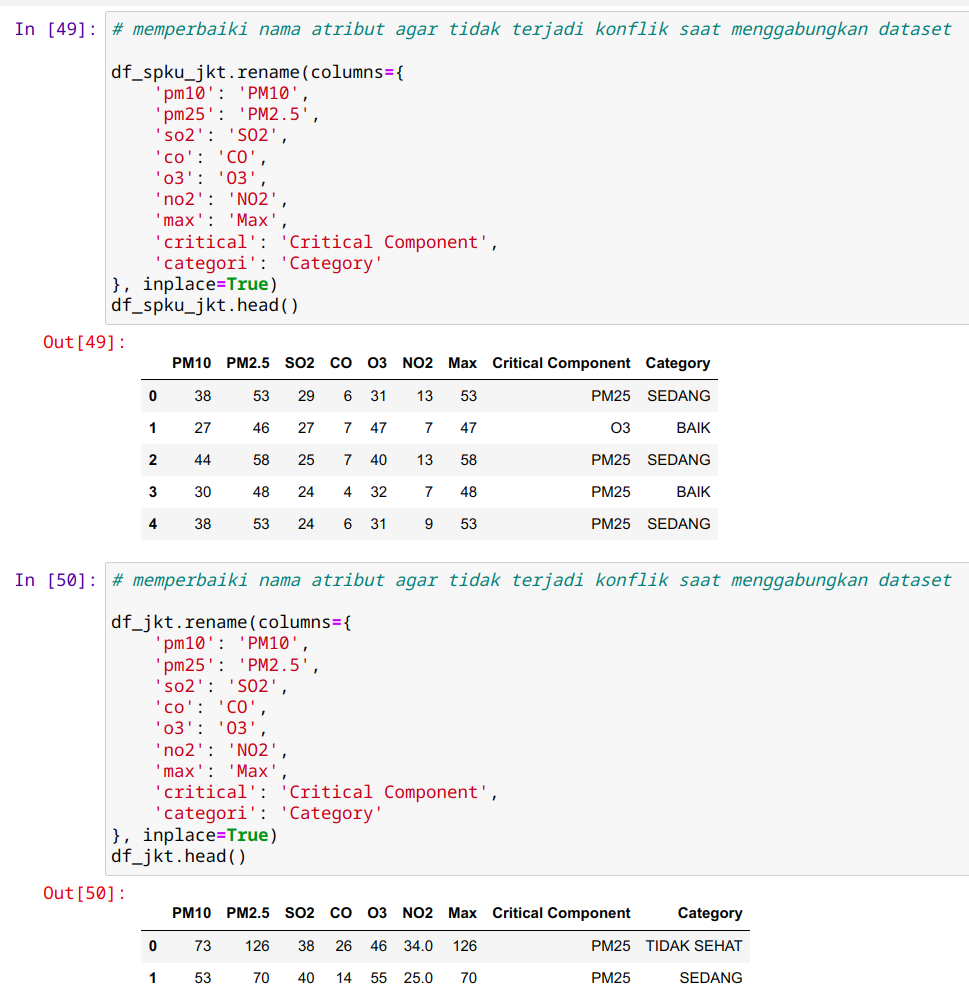 In [49]: # memperbaiki nama atribut agar tidak terjadi konflik saat menggabungkan dataset
df_spku_jkt.rename(columns={
'pm10': 'PM10',
'pm25': 'PM2.5',
'so2': 'SO2',
'co': 'CO',
'o3': 'O3',
'no2': 'NO2',
'max': 'Max',
'critical': 'Critical Component',
'categori': 'Category'
}, inplace=True)
df_spku_jkt.head()
Out[49]:
PM10 PM2.5 SO2 CO O3 NO2 Max Critical Component Category
0 38 53 29 6 31 13 53 PM25 SEDANG
1 27 46 27 7 47 7 47 O3 BAIK
2 44 58 25 7 40 13 58 PM25 SEDANG
3 30 48 24 4 32 7 48 PM25 BAIK
4 38 53 24 6 31 9 53 PM25 SEDANG
In [50]: # memperbaiki nama atribut agar tidak terjadi konflik saat menggabungkan dataset
df_jkt.rename(columns={
'pm10': 'PM10',
'pm25': 'PM2.5',
'so2': 'SO2',
'co': 'CO',
'o3': 'O3',
'no2': 'NO2',
'max': 'Max',
'critical': 'Critical Component',
'categori': 'Category'
}, inplace=True)
df_jkt.head()
Out[50]:
PM10 PM2.5 SO2 CO O3 NO2 Max Critical Component Category
0 73 126 38 26 46 34.0 126 PM25 TIDAK SEHAT
1 53 70 40 14 55 25.0 70 PM25 SEDANG